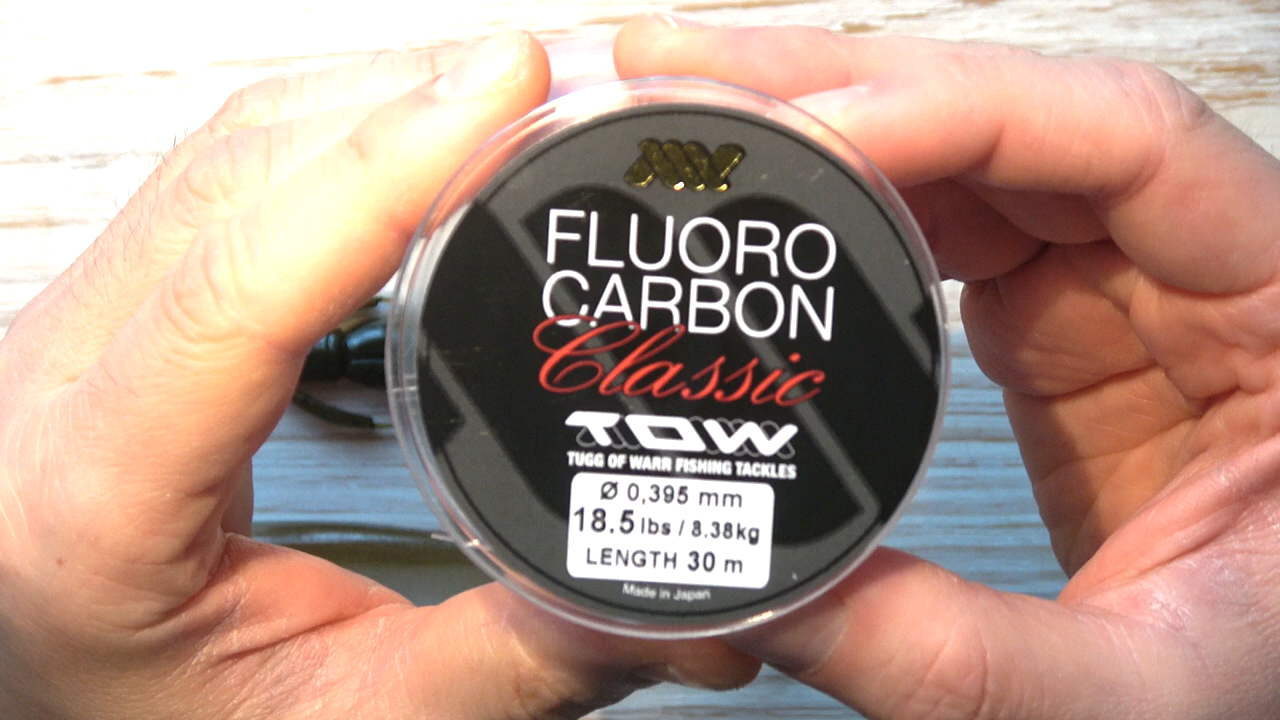 FLUORO
CARBON
Classic
TOW
TUGG OF WARR FISHING TACKLES
Ø 0,395 mm
18.5 lbs / 8.38kg
LENGTH 30 m
Made in Japan